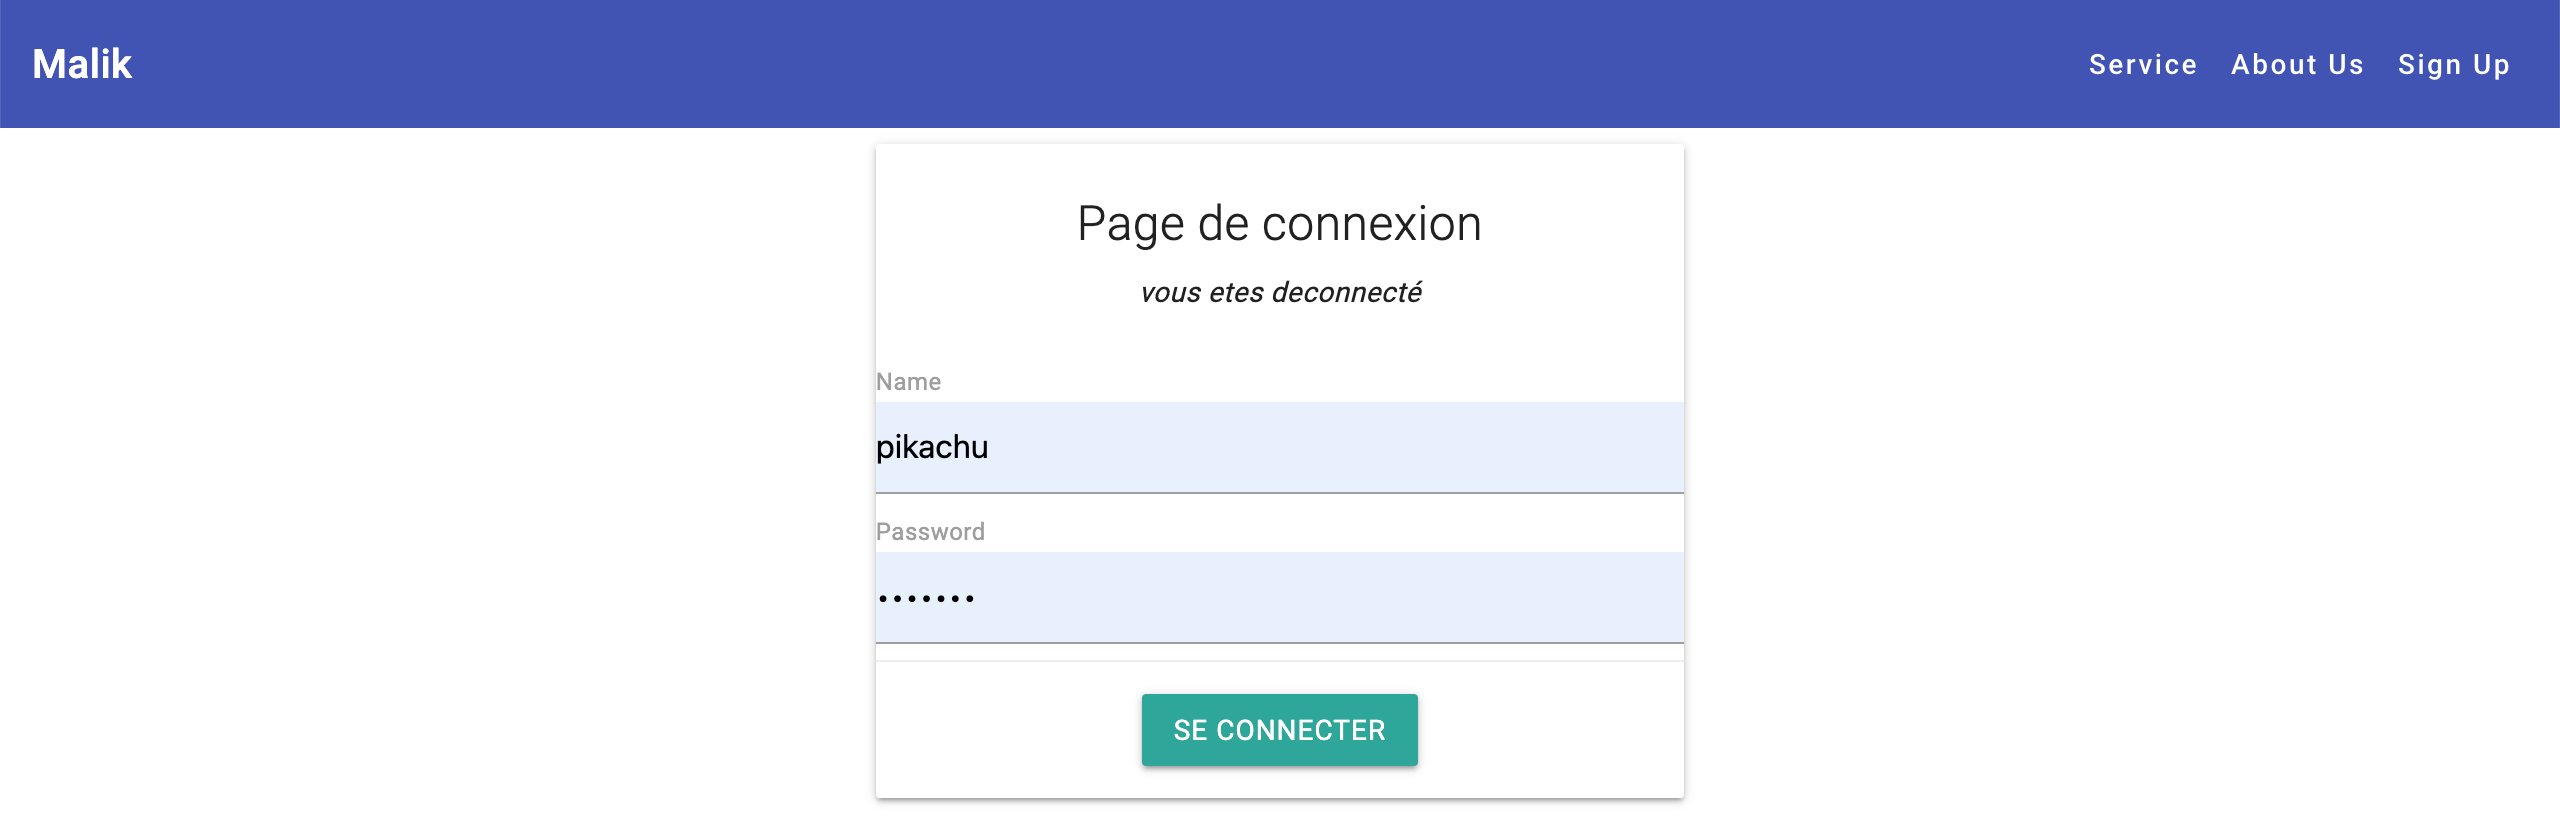 Malik
Service About Us Sign Up
Page de connexion
vous etes deconnecté
Name
pikachu
Password
•••••••
SE CONNECTER